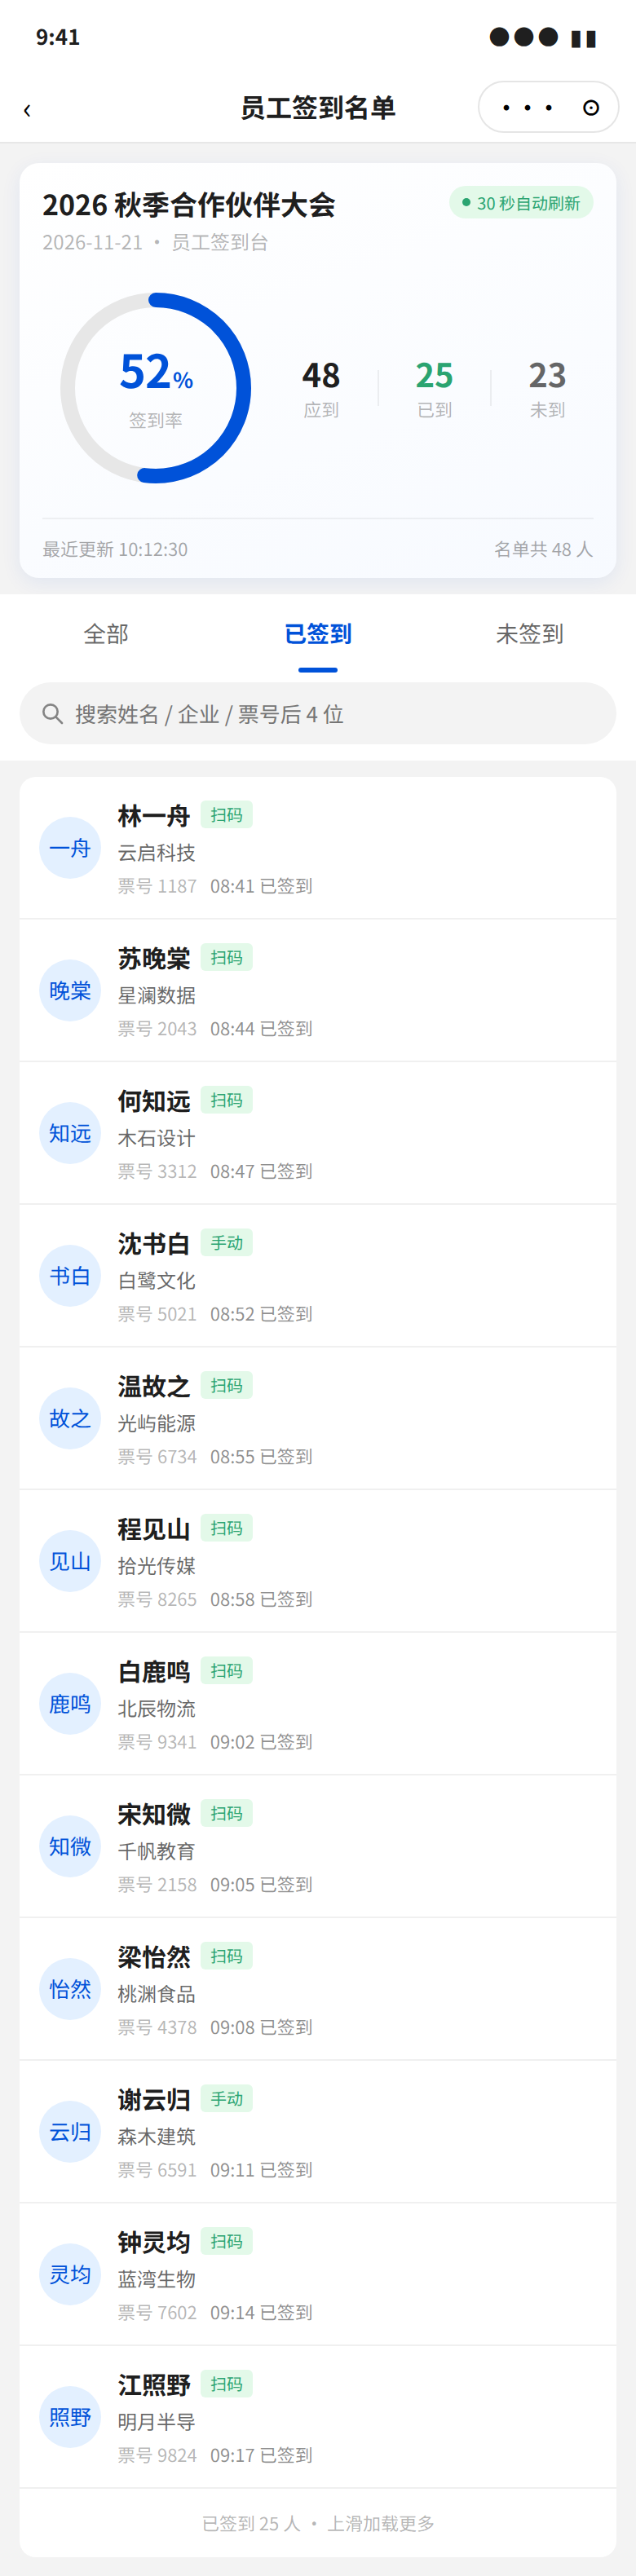 9:41
员工签到名单
2026 秋季合作伙伴大会
30 秒自动刷新
2026-11-21 · 员工签到台
52%
签到率
48
应到
25
已到
23
未到
最近更新 10:12:30
名单共 48 人
全部
已签到
未签到
搜索姓名 / 企业 / 票号后 4 位
一舟
林一舟 扫码
云启科技
票号 1187 08:41 已签到
晚棠
苏晚棠 扫码
星澜数据
票号 2043 08:44 已签到
知远
何知远 扫码
木石设计
票号 3312 08:47 已签到
书白
沈书白 手动
白鹭文化
票号 5021 08:52 已签到
故之
温故之 扫码
光屿能源
票号 6734 08:55 已签到
见山
程见山 扫码
拾光传媒
票号 8265 08:58 已签到
鹿鸣
白鹿鸣 扫码
北辰物流
票号 9341 09:02 已签到
知微
宋知微 扫码
千帆教育
票号 2158 09:05 已签到
怡然
梁怡然 扫码
桃渊食品
票号 4378 09:08 已签到
云归
谢云归 手动
森木建筑
票号 6591 09:11 已签到
灵均
钟灵均 扫码
蓝湾生物
票号 7602 09:14 已签到
照野
江照野 扫码
明月半导
票号 9824 09:17 已签到
已签到 25 人 · 上滑加载更多